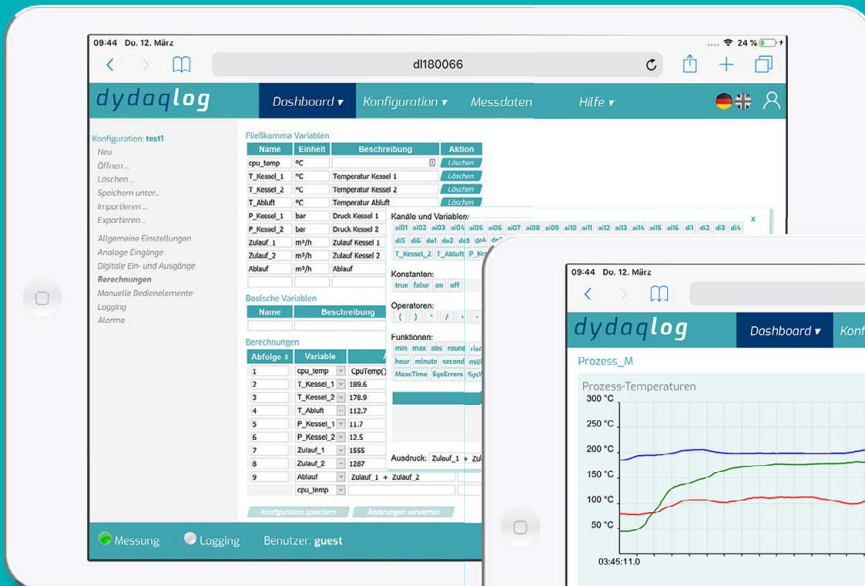 09:44 Do. 12. März
24 %
dl180066
dydaqlog
Dashboard ▾ Konfiguration ▾ Messdaten Hilfe ▾
Konfiguration: test1
Neu
Öffnen ...
Löschen ...
Speichern unter...
Importieren ...
Exportieren ...
Allgemeine Einstellungen
Analoge Eingänge
Digitale Ein- und Ausgänge
Berechnungen
Manuelle Bedienelemente
Logging
Alarme
Fließkomma Variablen
Name Einheit Beschreibung Aktion
cpu_temp °C Löschen
T_Kessel_1 °C Temperatur Kessel 1 Löschen
T_Kessel_2 °C Temperatur Kessel 2 Löschen
T_Abluft °C Temperatur Abluft Löschen
P_Kessel_1 bar Druck Kessel 1
P_Kessel_2 bar Druck Kessel 2
Zulauf_1 m³/h Zulauf Kessel 1
Zulauf_2 m³/h Zulauf Kessel 2
Ablauf m³/h Ablauf
Boolsche Variablen
Name Beschreibung
Berechnungen
Abfolge Variable
1 cpu_temp CpuTemp()
2 T_Kessel_1 189.6
3 T_Kessel_2 178.9
4 T_Abluft 112.7
5 P_Kessel_1 11.7
6 P_Kessel_2 12.5
7 Zulauf_1 1555
8 Zulauf_2 1287
9 Ablauf Zulauf_1 + Zulauf_2
cpu_temp
Konfiguration speichern Änderungen verwerfen
Kanäle und Variablen: x
ai01 ai02 ai03 ai04 ai05 ai06 ai07 ai08 ai09 ai10 ai11 ai12 ai13 ai14 ai15 ai16 di1 di2 di3 di4
di5 di6 do1 do2 do3 do4
T_Kessel_2 T_Abluft
Konstanten:
true false on off
Operatoren:
( ) * / + -
Funktionen:
min max abs round
hour minute second
MeasTime SysErrors
Ausdruck: Zulauf_1 +
Messung Logging Benutzer: guest
09:44 Do. 12. März
dydaqlog
Dashboard ▾
Prozess_M
Prozess-Temperaturen
300 °C
250 °C
200 °C
150 °C
100 °C
50 °C
03:45:11.0